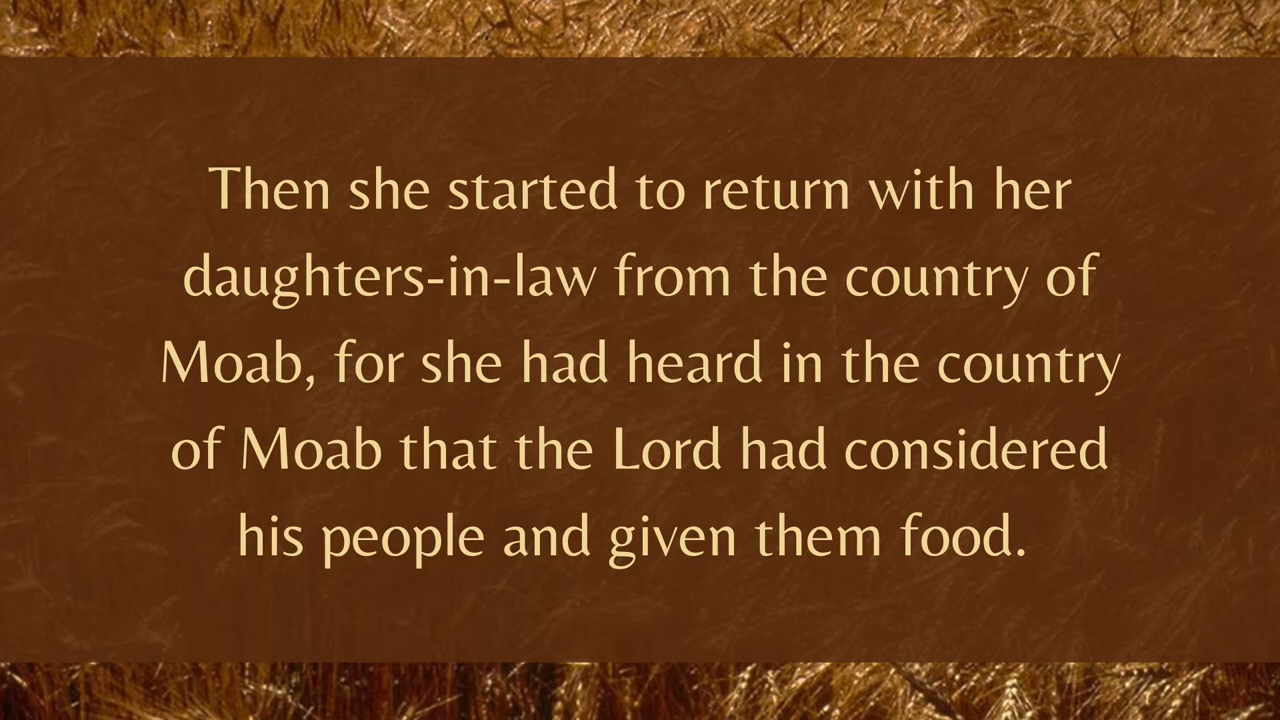 Then she started to return with her
daughters-in-law from the country of
Moab, for she had heard in the country
of Moab that the Lord had considered
his people and given them food.